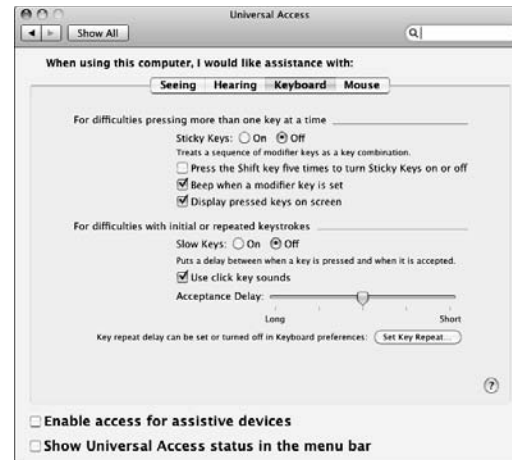 Universal Access
Show All
When using this computer, I would like assistance with:
Seeing Hearing Keyboard Mouse
For difficulties pressing more than one key at a time
Sticky Keys: On Off
Treats a sequence of modifier keys as a key combination.
Press the Shift key five times to turn Sticky Keys on or off
Beep when a modifier key is set
Display pressed keys on screen
For difficulties with initial or repeated keystrokes
Slow Keys: On Off
Puts a delay between when a key is pressed and when it is accepted.
Use click key sounds
Acceptance Delay:
Long Short
Key repeat delay can be set or turned off in Keyboard preferences: Set Key Repeat...
?
Enable access for assistive devices
Show Universal Access status in the menu bar